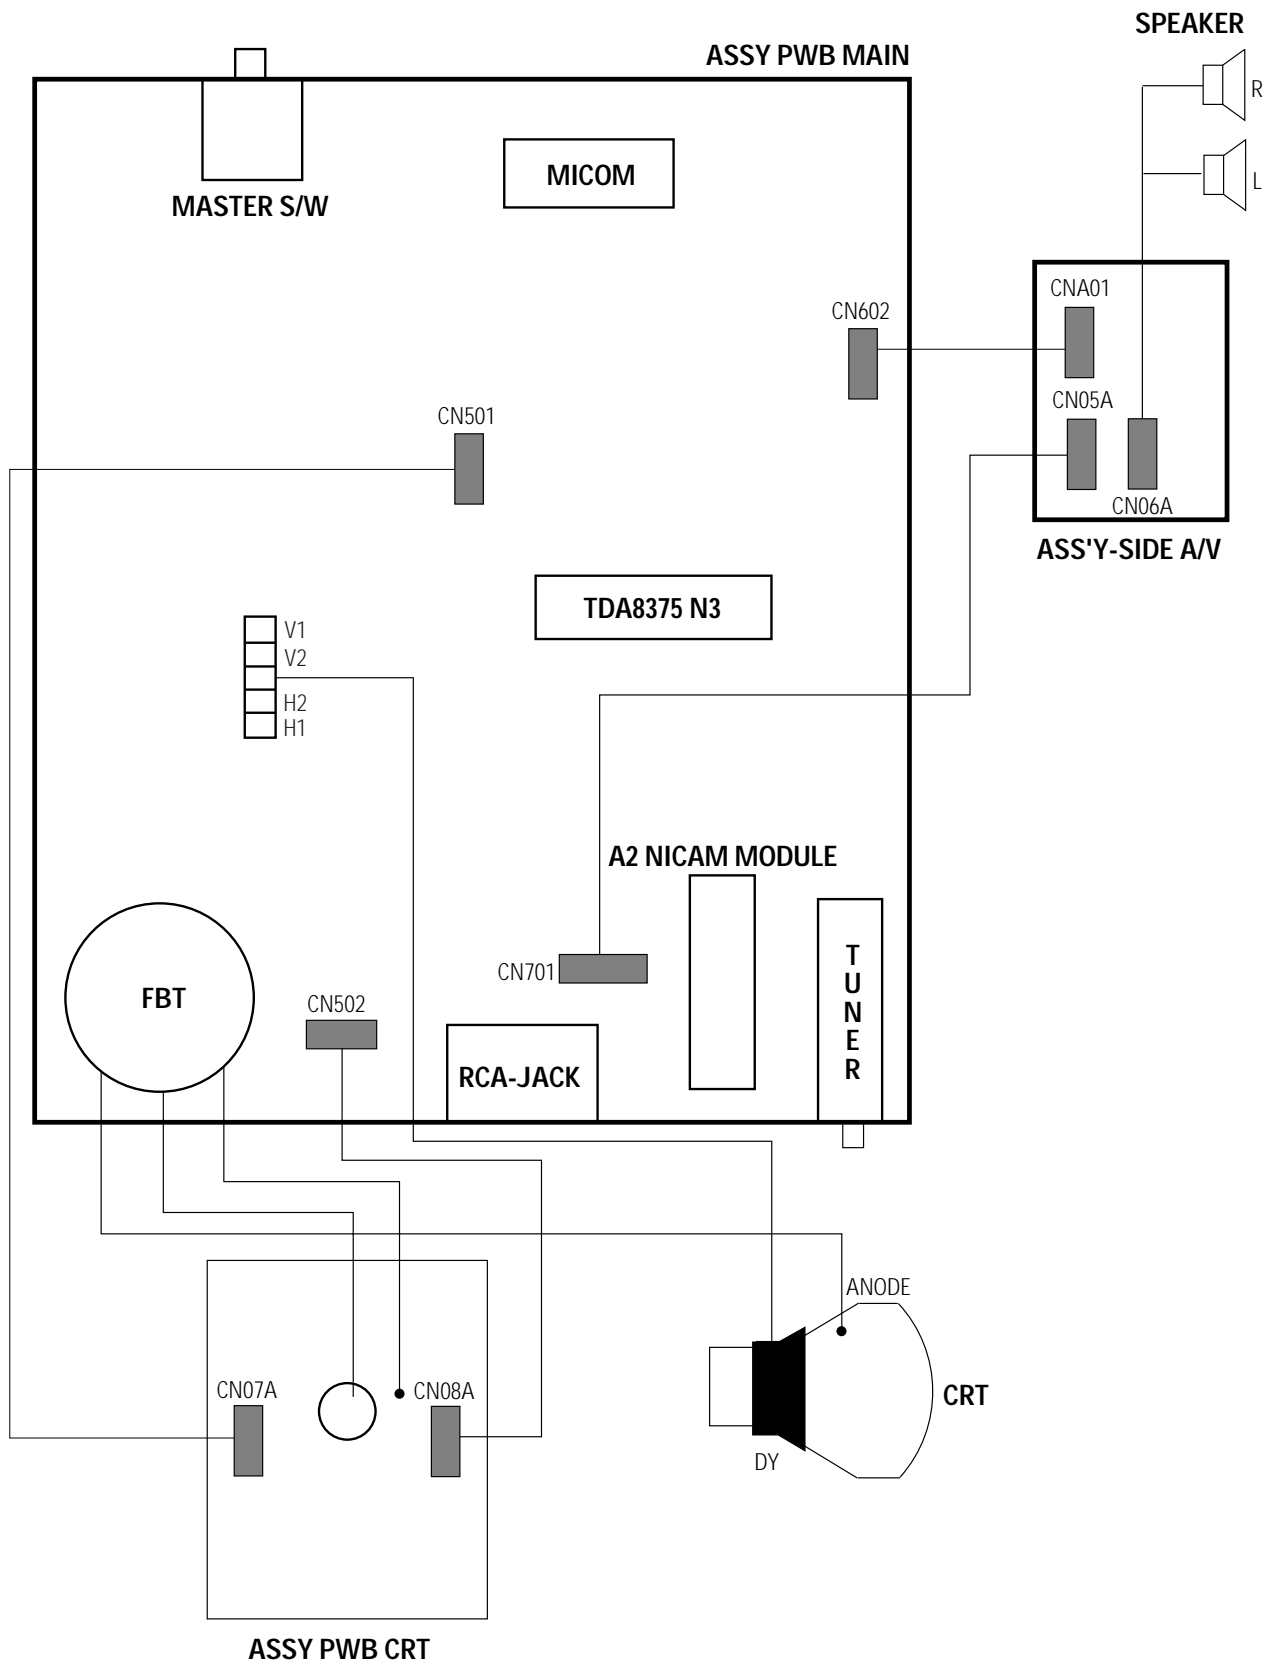 SPEAKER
ASSY PWB MAIN
R
MICOM
L
MASTER S/W
CNA01
CN602
CN05A
CN501
CN06A
ASS'Y-SIDE A/V
TDA8375 N3
V1
V2
H2
H1
A2 NICAM MODULE
TUNER
CN701
FBT
CN502
RCA-JACK
ANODE
CN07A
CN08A
CRT
DY
ASSY PWB CRT